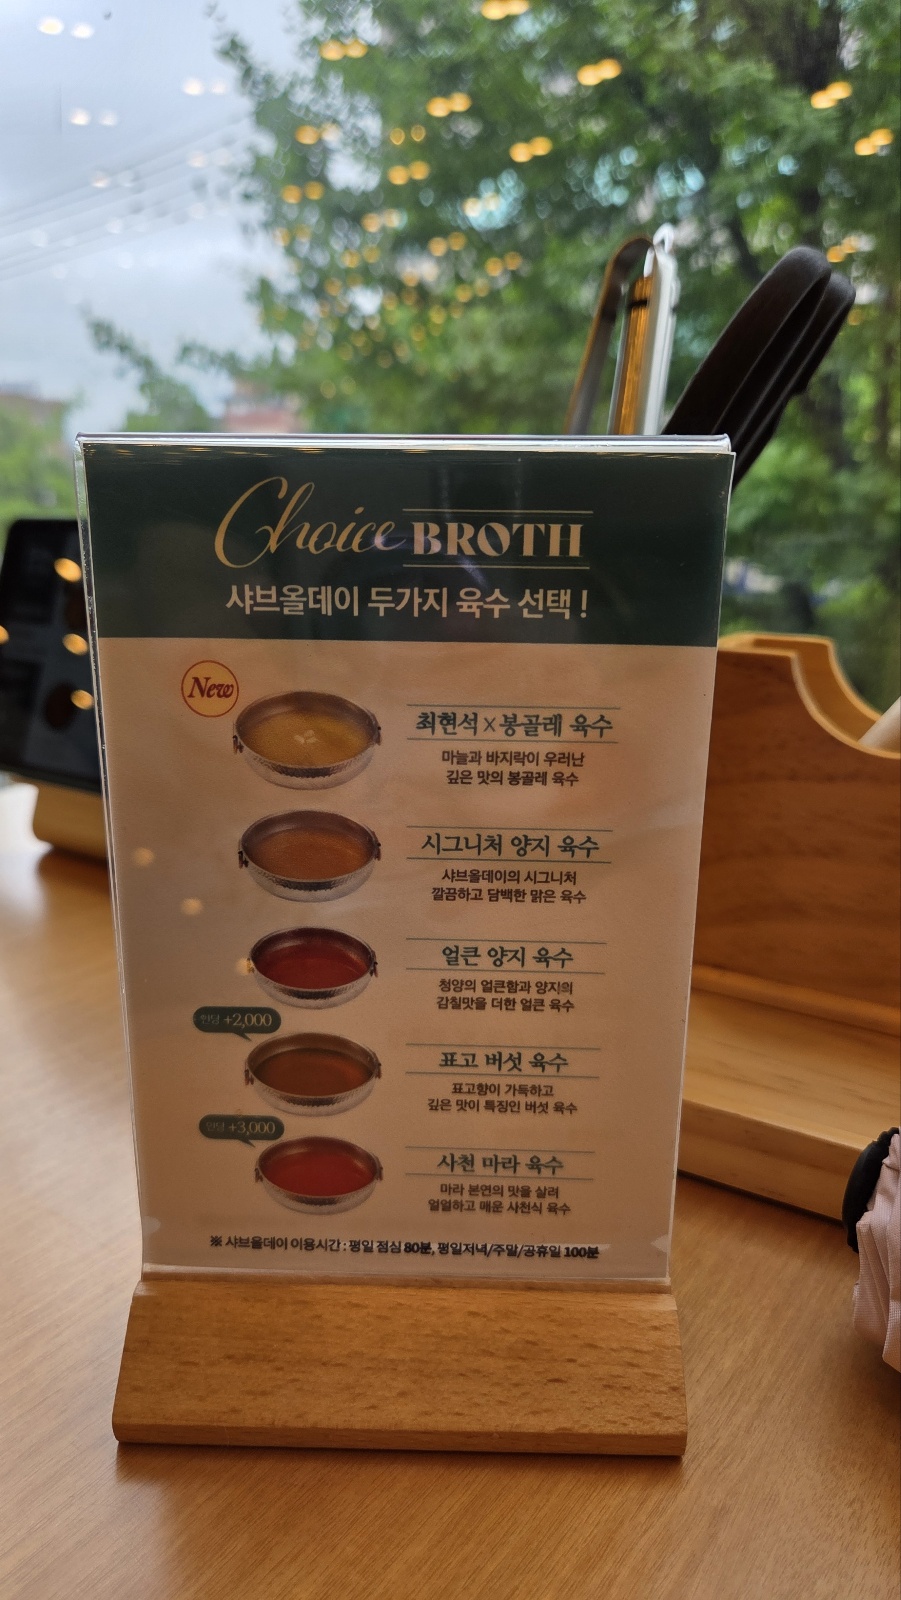 Choice BROTH
샤브올데이 두가지 육수 선택 !
New
최현석 X 봉골레 육수
마늘과 바지락이 우러난
깊은 맛의 봉골레 육수
시그니처 양지 육수
샤브올데이의 시그니처
깔끔하고 담백한 맑은 육수
얼큰 양지 육수
청양의 얼큰함과 양지의
감칠맛을 더한 얼큰 육수
인당 +2,000
표고 버섯 육수
표고향이 가득하고
깊은 맛이 특징인 버섯 육수
인당 +3,000
사천 마라 육수
마라 본연의 맛을 살려
얼얼하고 매운 사천식 육수
※ 샤브올데이 이용시간 : 평일 점심 80분, 평일저녁/주말/공휴일 100분